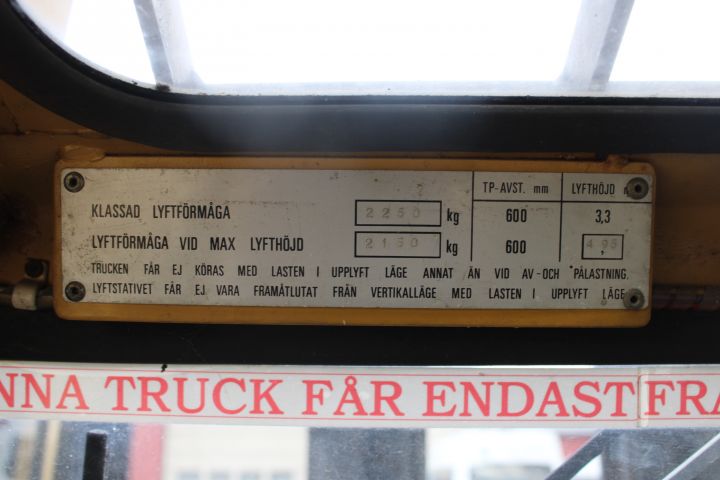 TP-AVST. mm LYFTHÖJD
KLASSAD LYFTFÖRMÅGA 2250 kg 600 3,3
LYFTFÖRMÅGA VID MAX LYFTHÖJD 2150 kg 600 4,95
TRUCKEN FÅR EJ KÖRAS MED LASTEN I UPPLYFT LÄGE ANNAT ÄN VID AV-OCH PÅLASTNING.
LYFTSTATIVET FÅR EJ VARA FRAMÅTLUTAT FRÅN VERTIKALLÄGE MED LASTEN I UPPLYFT LÄGE
NNA TRUCK FÅR ENDAST FRA